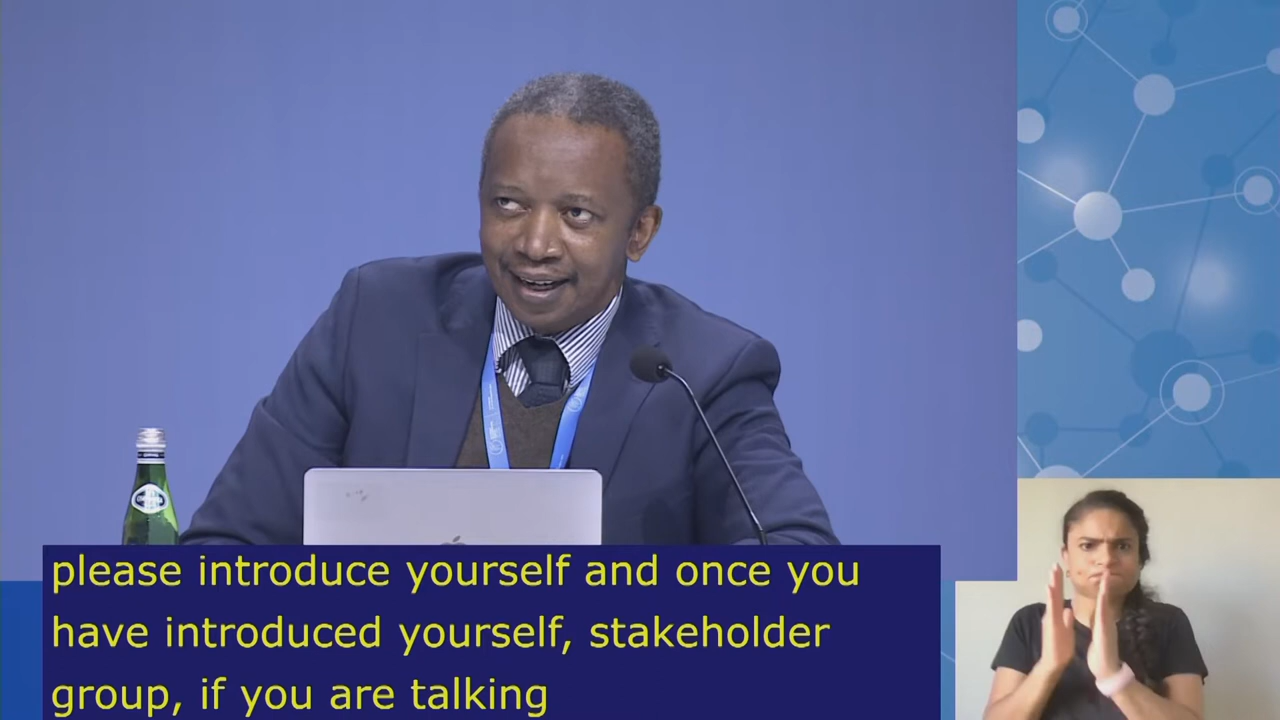 please introduce yourself and once you
have introduced yourself, stakeholder
group, if you are talking